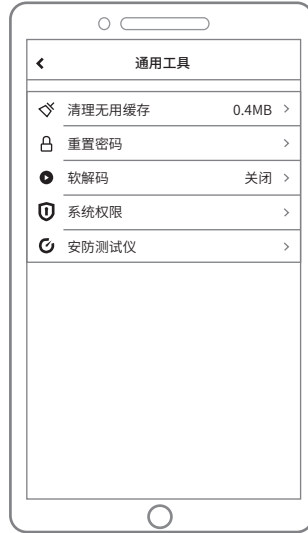 通用工具
清理无用缓存 0.4MB
重置密码
软解码 关闭
系统权限
安防测试仪